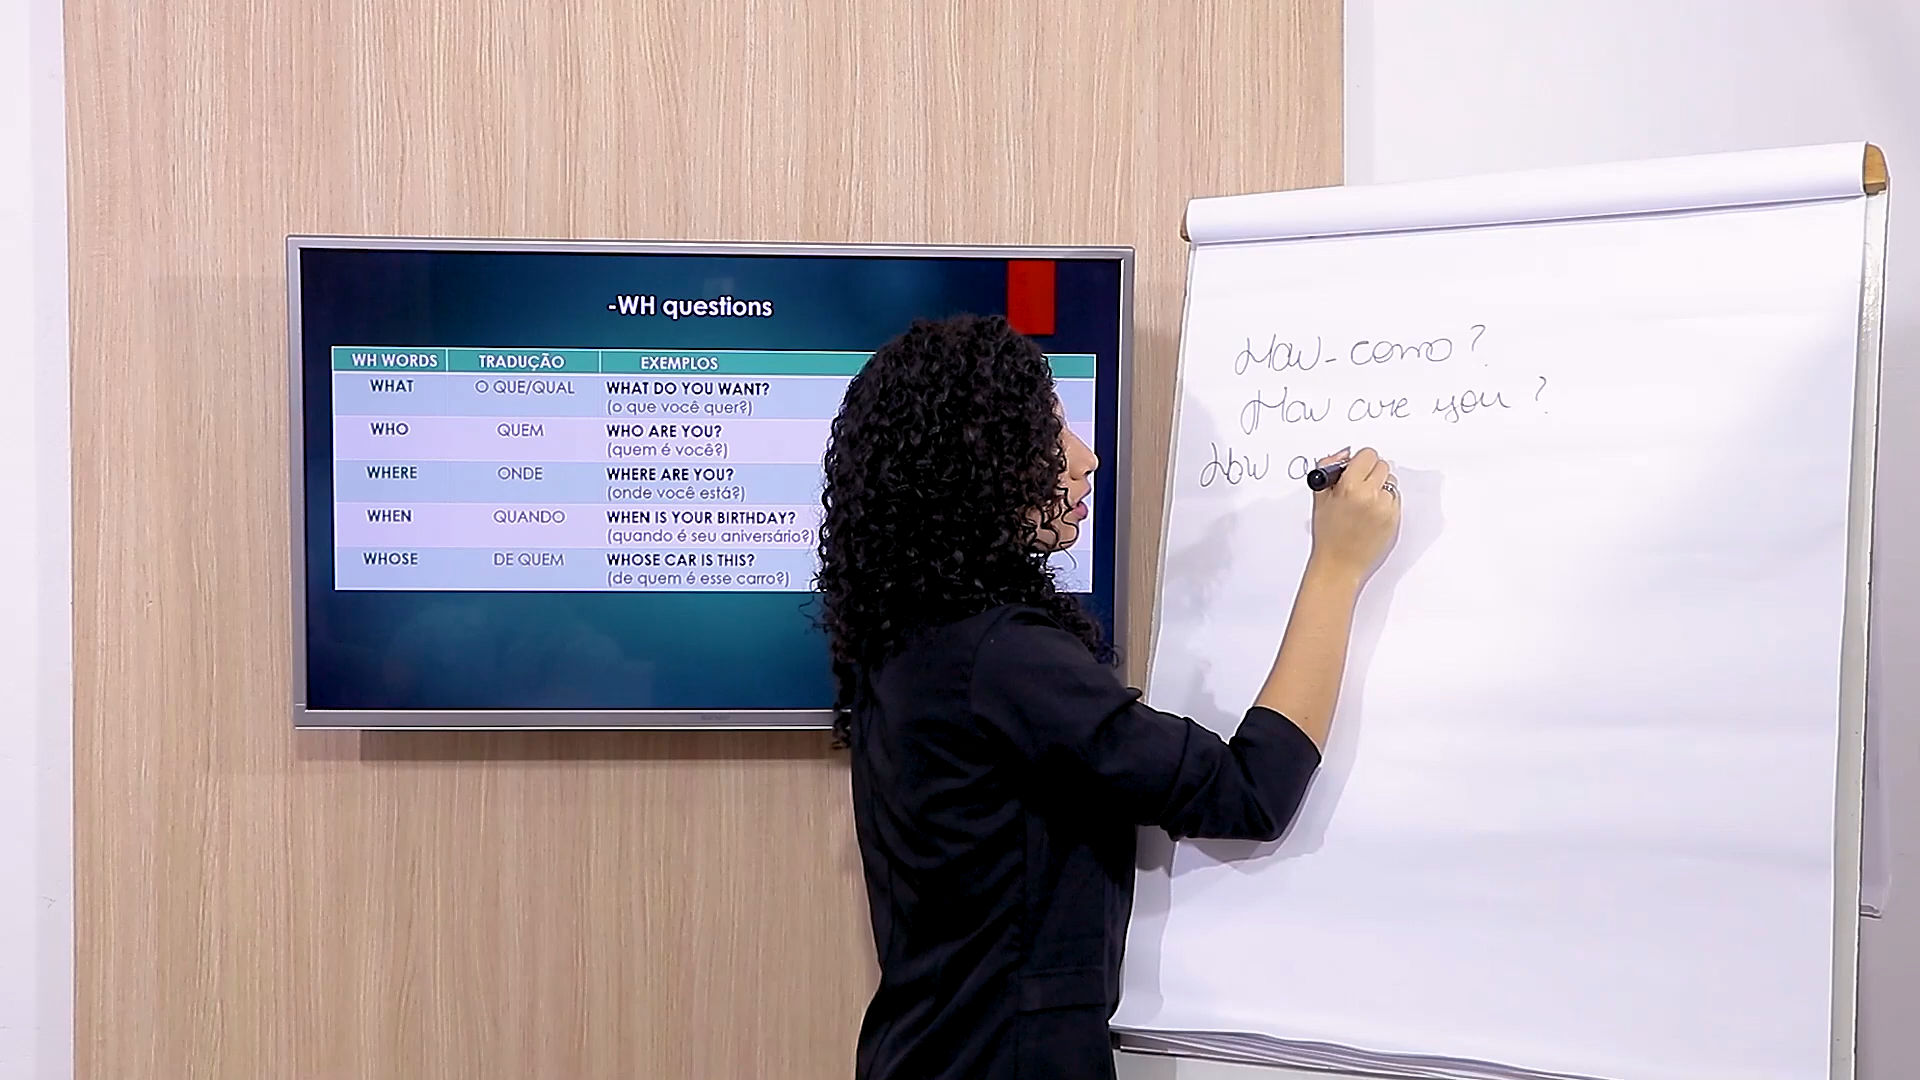 -WH questions
WH WORDS TRADUÇÃO EXEMPLOS
WHAT O QUE/QUAL WHAT DO YOU WANT?
(o que você quer?)
WHO QUEM WHO ARE YOU?
(quem é você?)
WHERE ONDE WHERE ARE YOU?
(onde você está?)
WHEN QUANDO WHEN IS YOUR BIRTHDAY?
(quando é seu aniversário?)
WHOSE DE QUEM WHOSE CAR IS THIS?
(de quem é esse carro?)
How - como?
How are you?
How